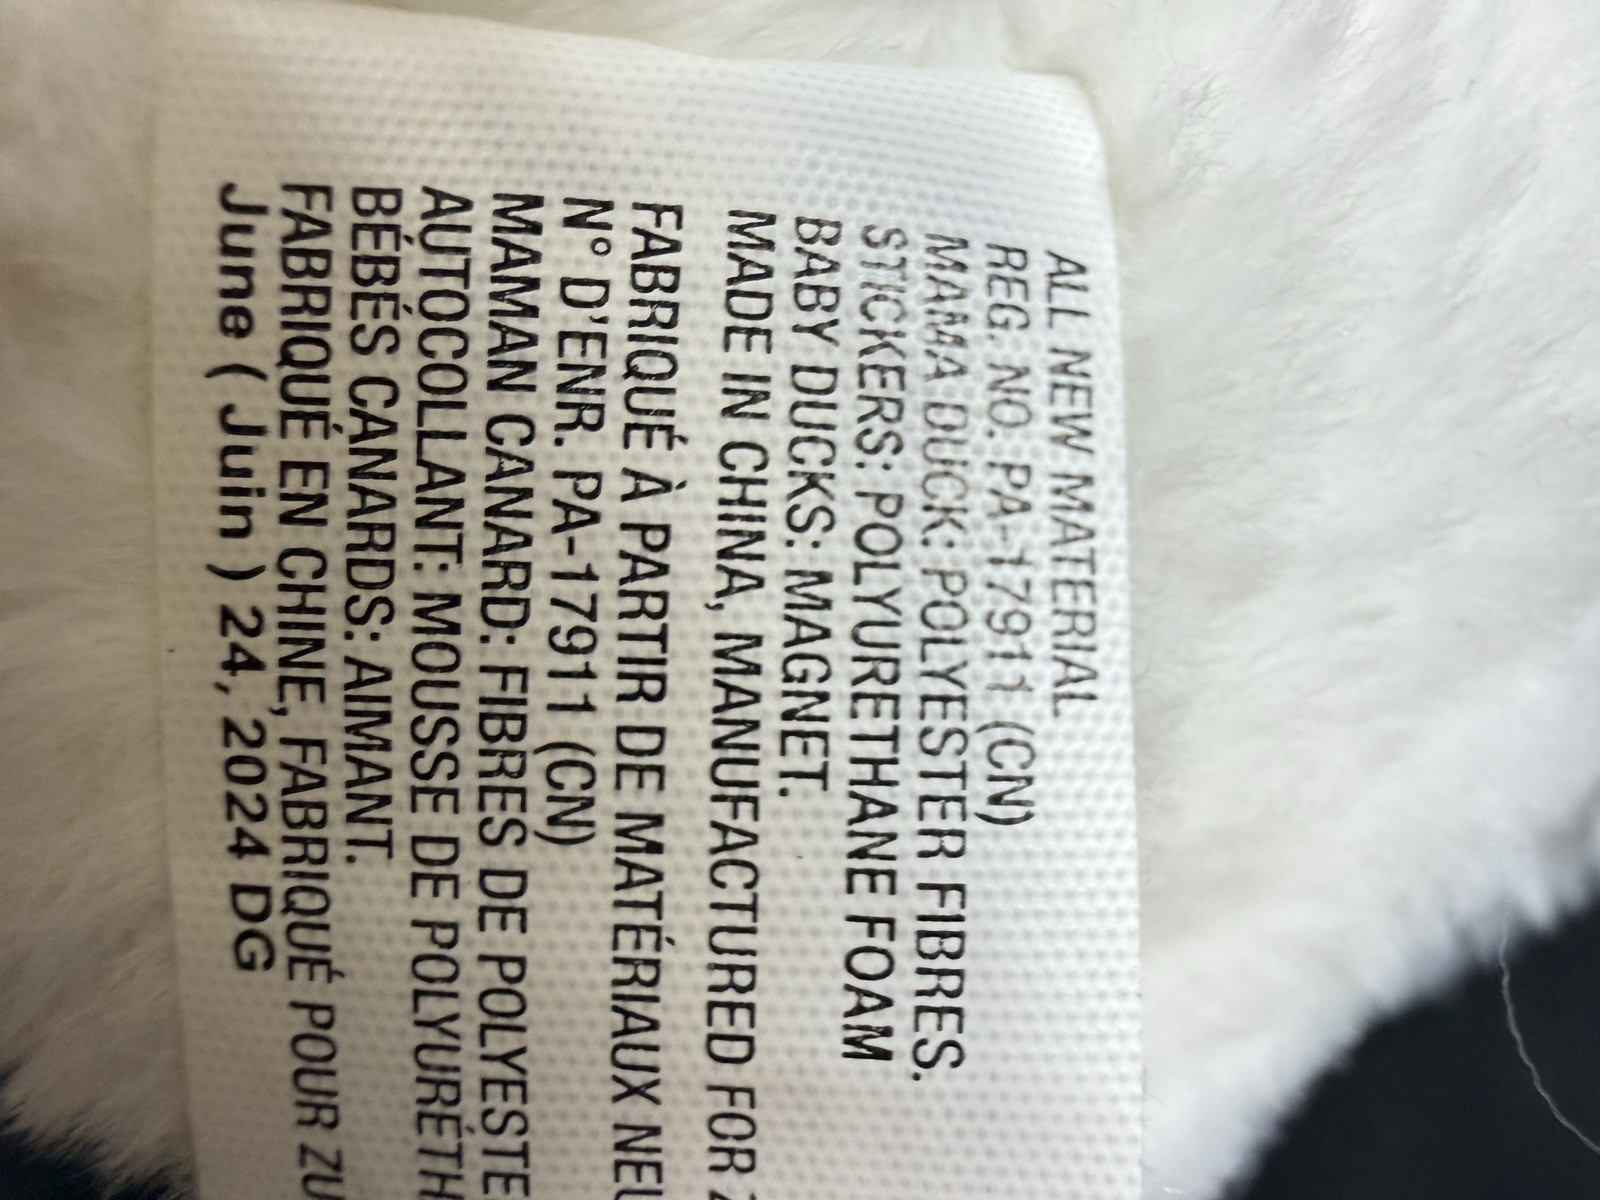 ALL NEW MATERIAL
REG. NO. PA-17911 (CN)
MAMA DUCK: POLYESTER FIBRES.
STICKERS: POLYURETHANE FOAM
BABY DUCKS: MAGNET.
MADE IN CHINA, MANUFACTURED FOR
FABRIQUÉ À PARTIR DE MATÉRIAUX
N° D'ENR. PA-17911 (CN)
MAMAN CANARD: FIBRES DE
AUTOCOLLANT: MOUSSE DE
BÉBÉS CANARDS: AIMANT.
FABRIQUÉ EN CHINE, FABRIQUÉ POUR
June ( Juin ) 24, 2024 DG